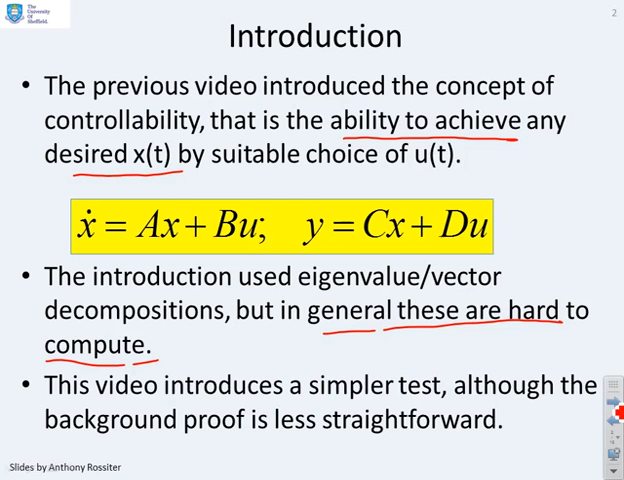 The
University
Of
Sheffield.
2
Introduction
• The previous video introduced the concept of
controllability, that is the ability to achieve any
desired x(t) by suitable choice of u(t).
ẋ = Ax + Bu;   y = Cx + Du
• The introduction used eigenvalue/vector
decompositions, but in general these are hard to
compute.
• This video introduces a simpler test, although the
background proof is less straightforward.
Slides by Anthony Rossiter